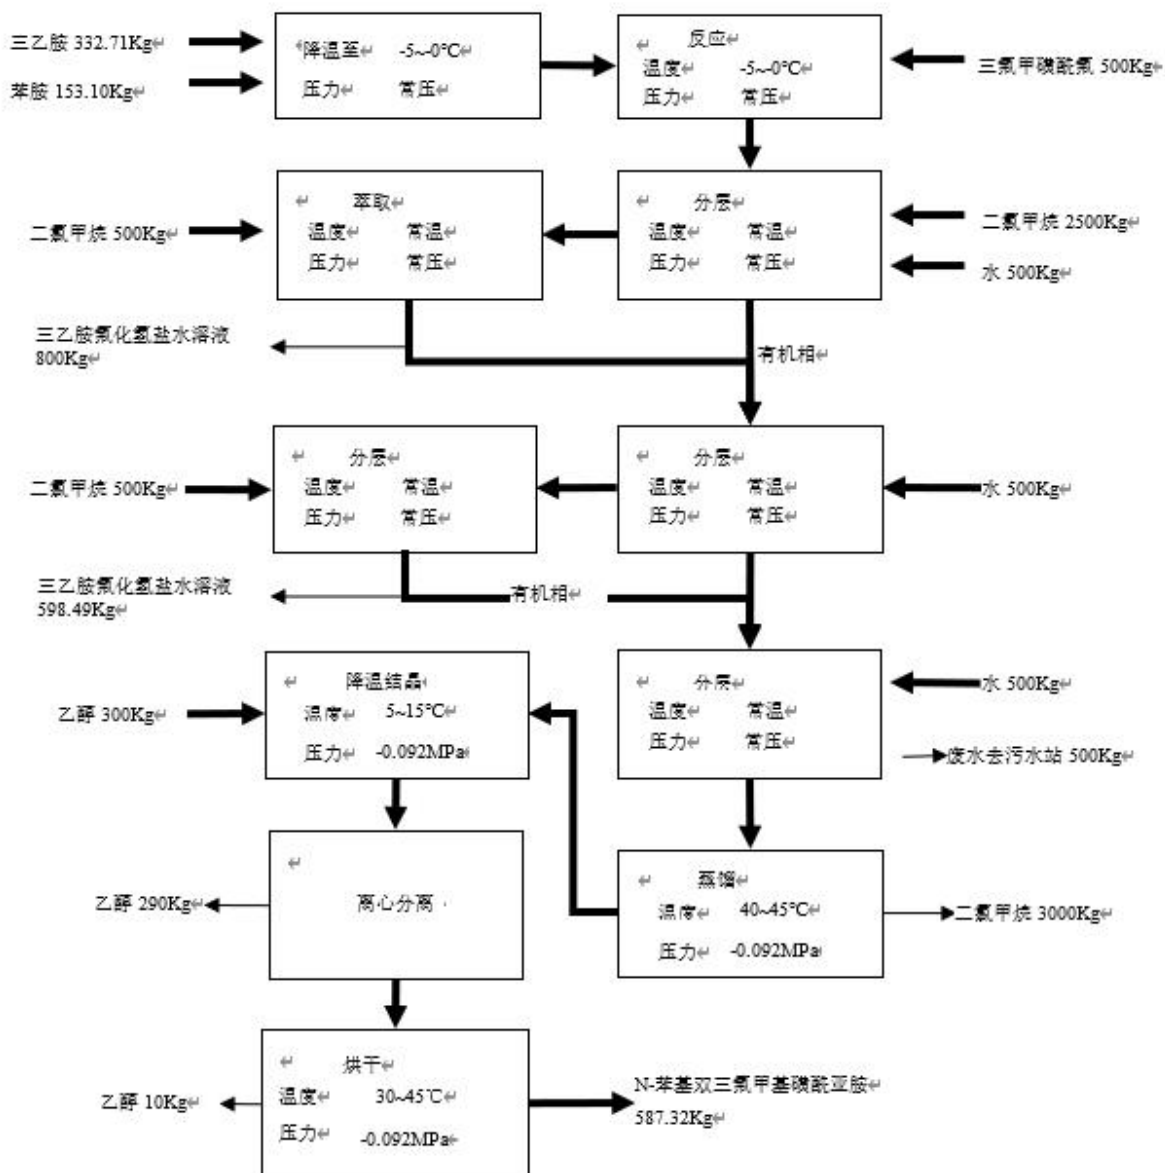 三乙胺 332.71Kg
苯胺 153.10Kg
降温至 -5~-0℃
压力 常压
反应
温度 -5~-0℃
压力 常压
三氟甲磺酰氟 500Kg
二氯甲烷 500Kg
萃取
温度 常温
压力 常压
分层
温度 常温
压力 常压
二氯甲烷 2500Kg
水 500Kg
三乙胺氟化氢盐水溶液
800Kg
有机相
二氯甲烷 500Kg
分层
温度 常温
压力 常压
分层
温度 常温
压力 常压
水 500Kg
三乙胺氟化氢盐水溶液
598.49Kg
有机相
乙醇 300Kg
降温结晶
温度 5~15℃
压力 -0.092MPa
分层
温度 常温
压力 常压
水 500Kg
废水去污水站 500Kg
乙醇 290Kg
离心分离
蒸馏
温度 40~45℃
压力 -0.092MPa
二氯甲烷 3000Kg
乙醇 10Kg
烘干
温度 30~45℃
压力 -0.092MPa
N-苯基双三氟甲基磺酰亚胺
587.32Kg